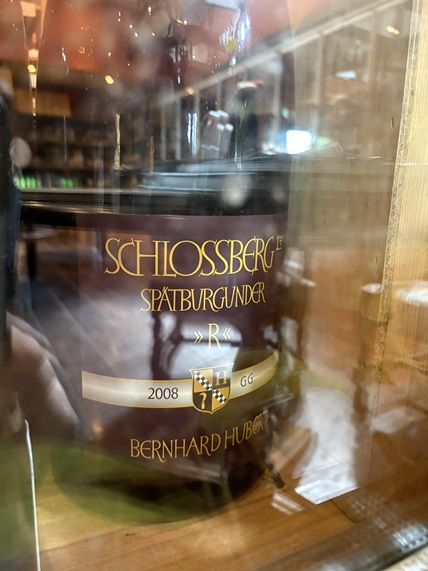 SCHLOSSBERG
SPÄTBURGUNDER
»R«
2008 H GG
BERNHARD HUBER